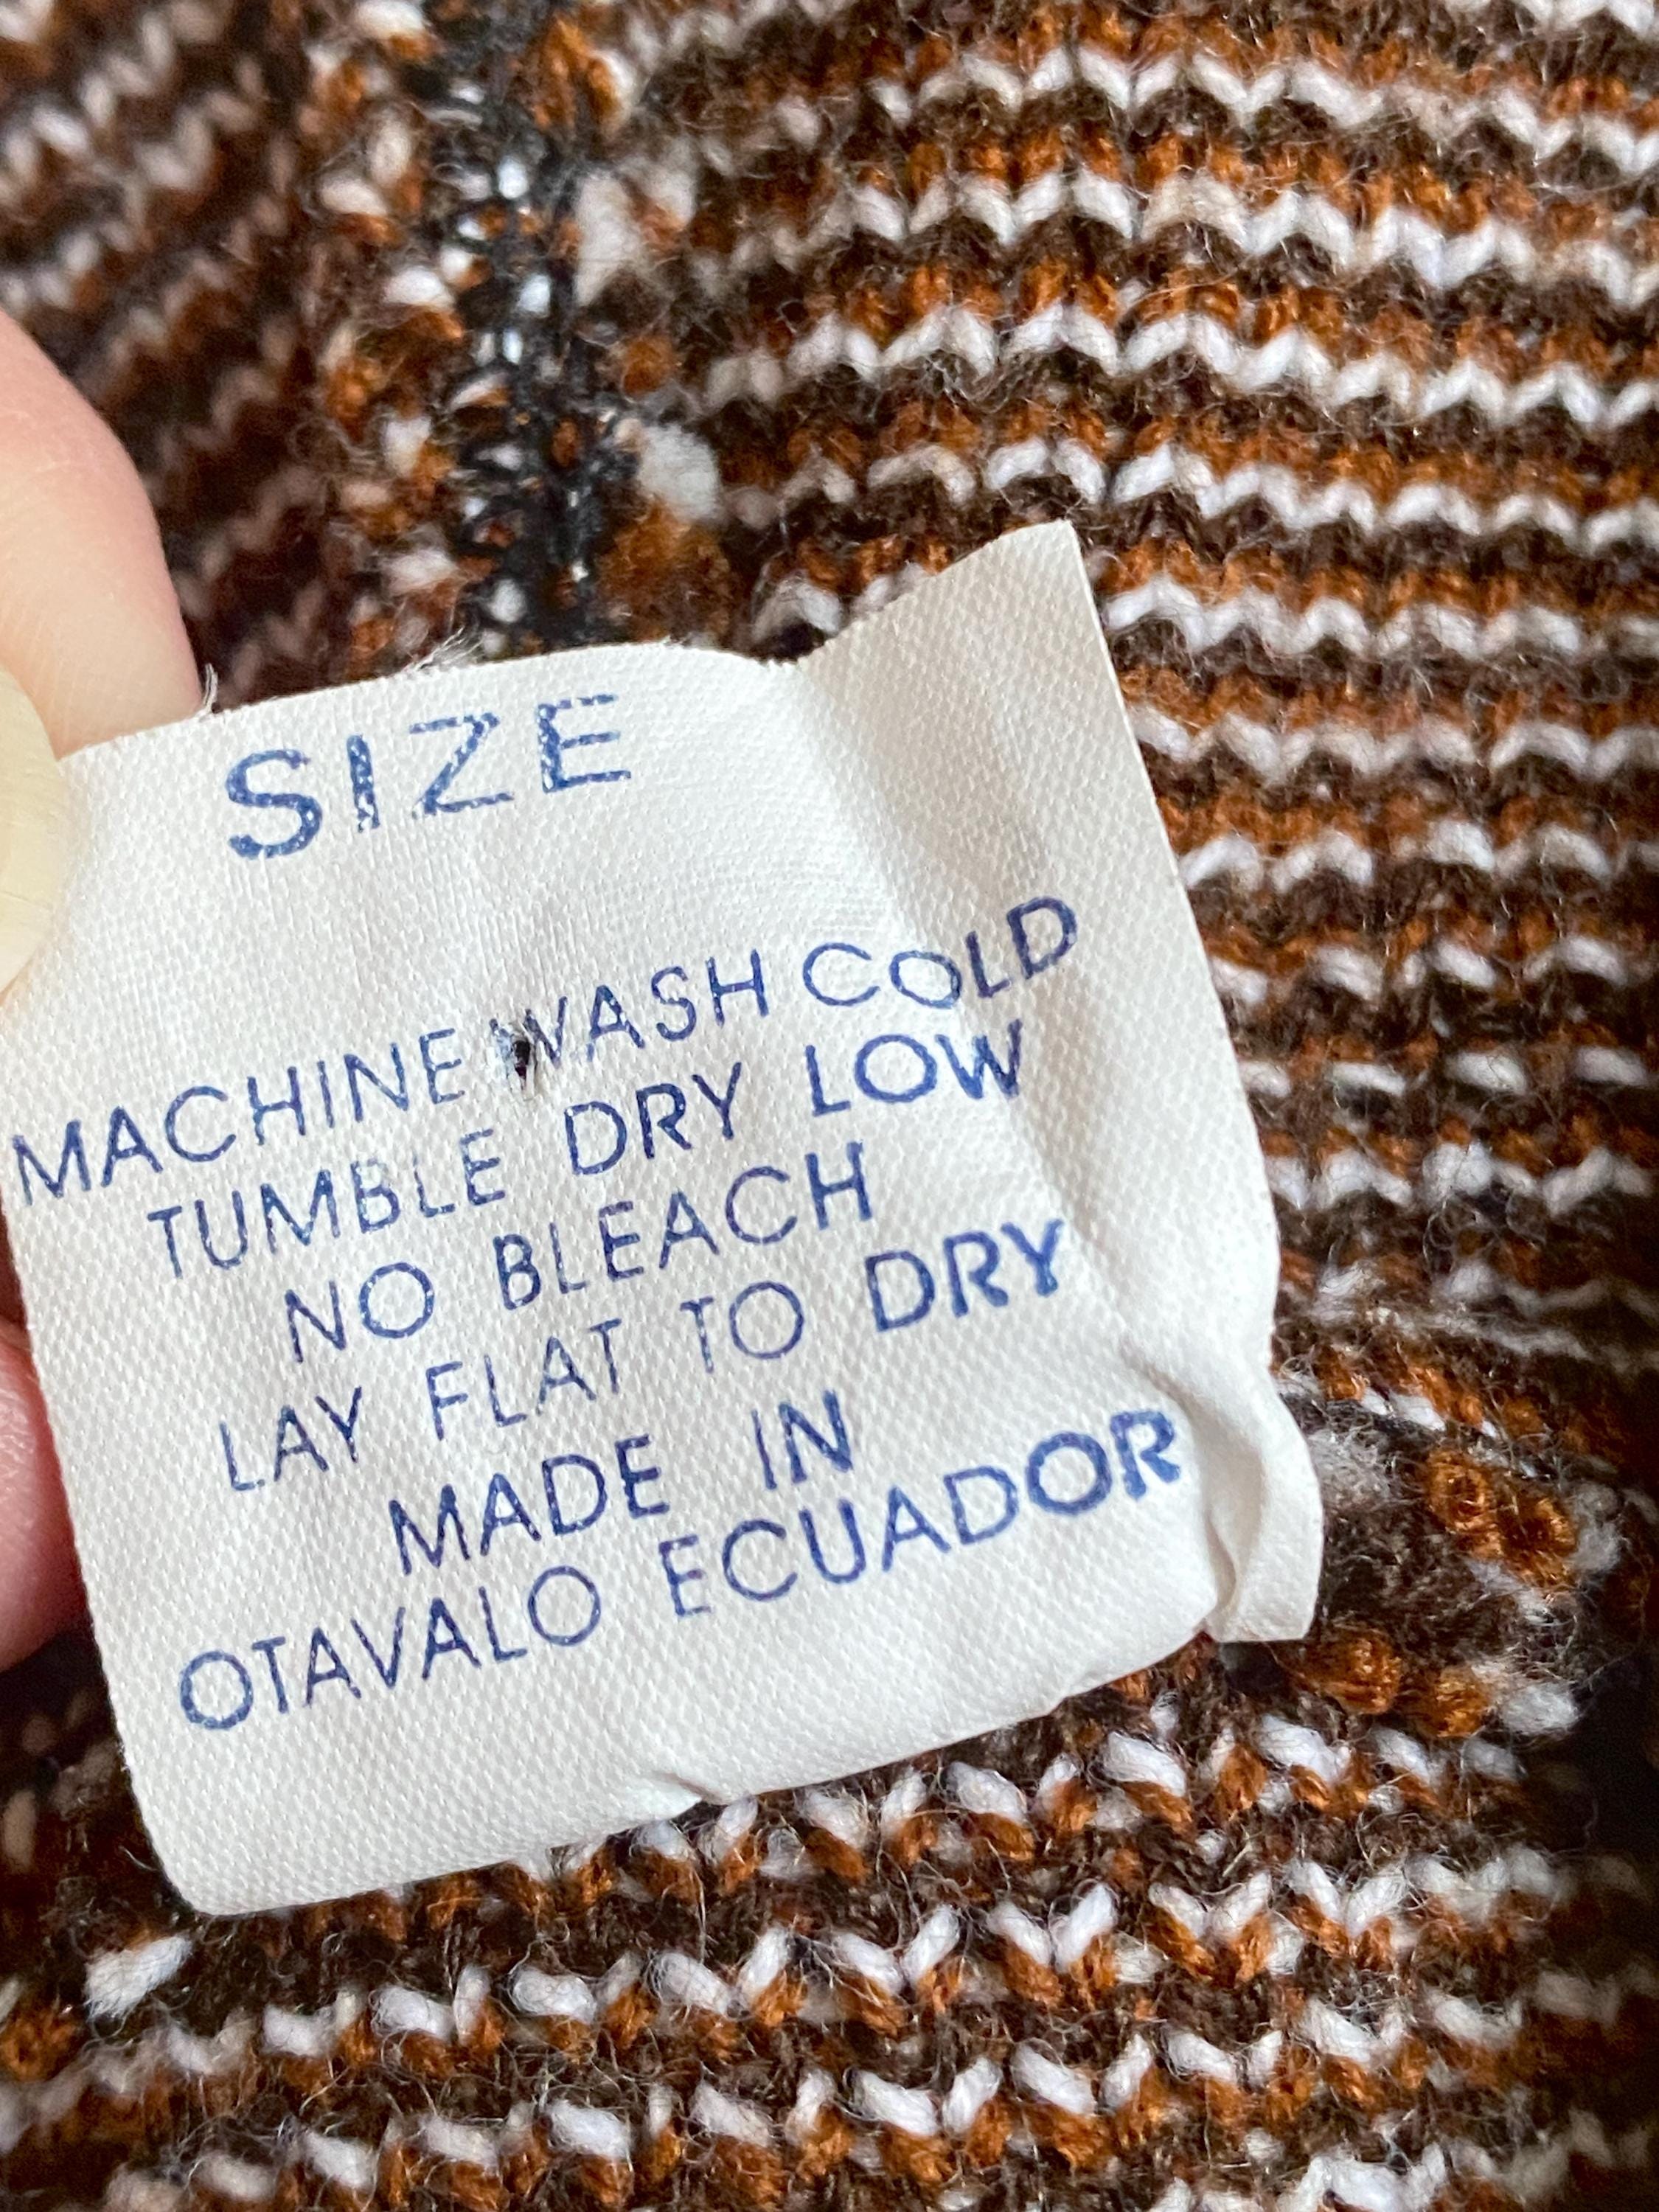 SIZE
MACHINE WASH COLD
TUMBLE DRY LOW
NO BLEACH
LAY FLAT TO DRY
MADE IN
OTAVALO ECUADOR